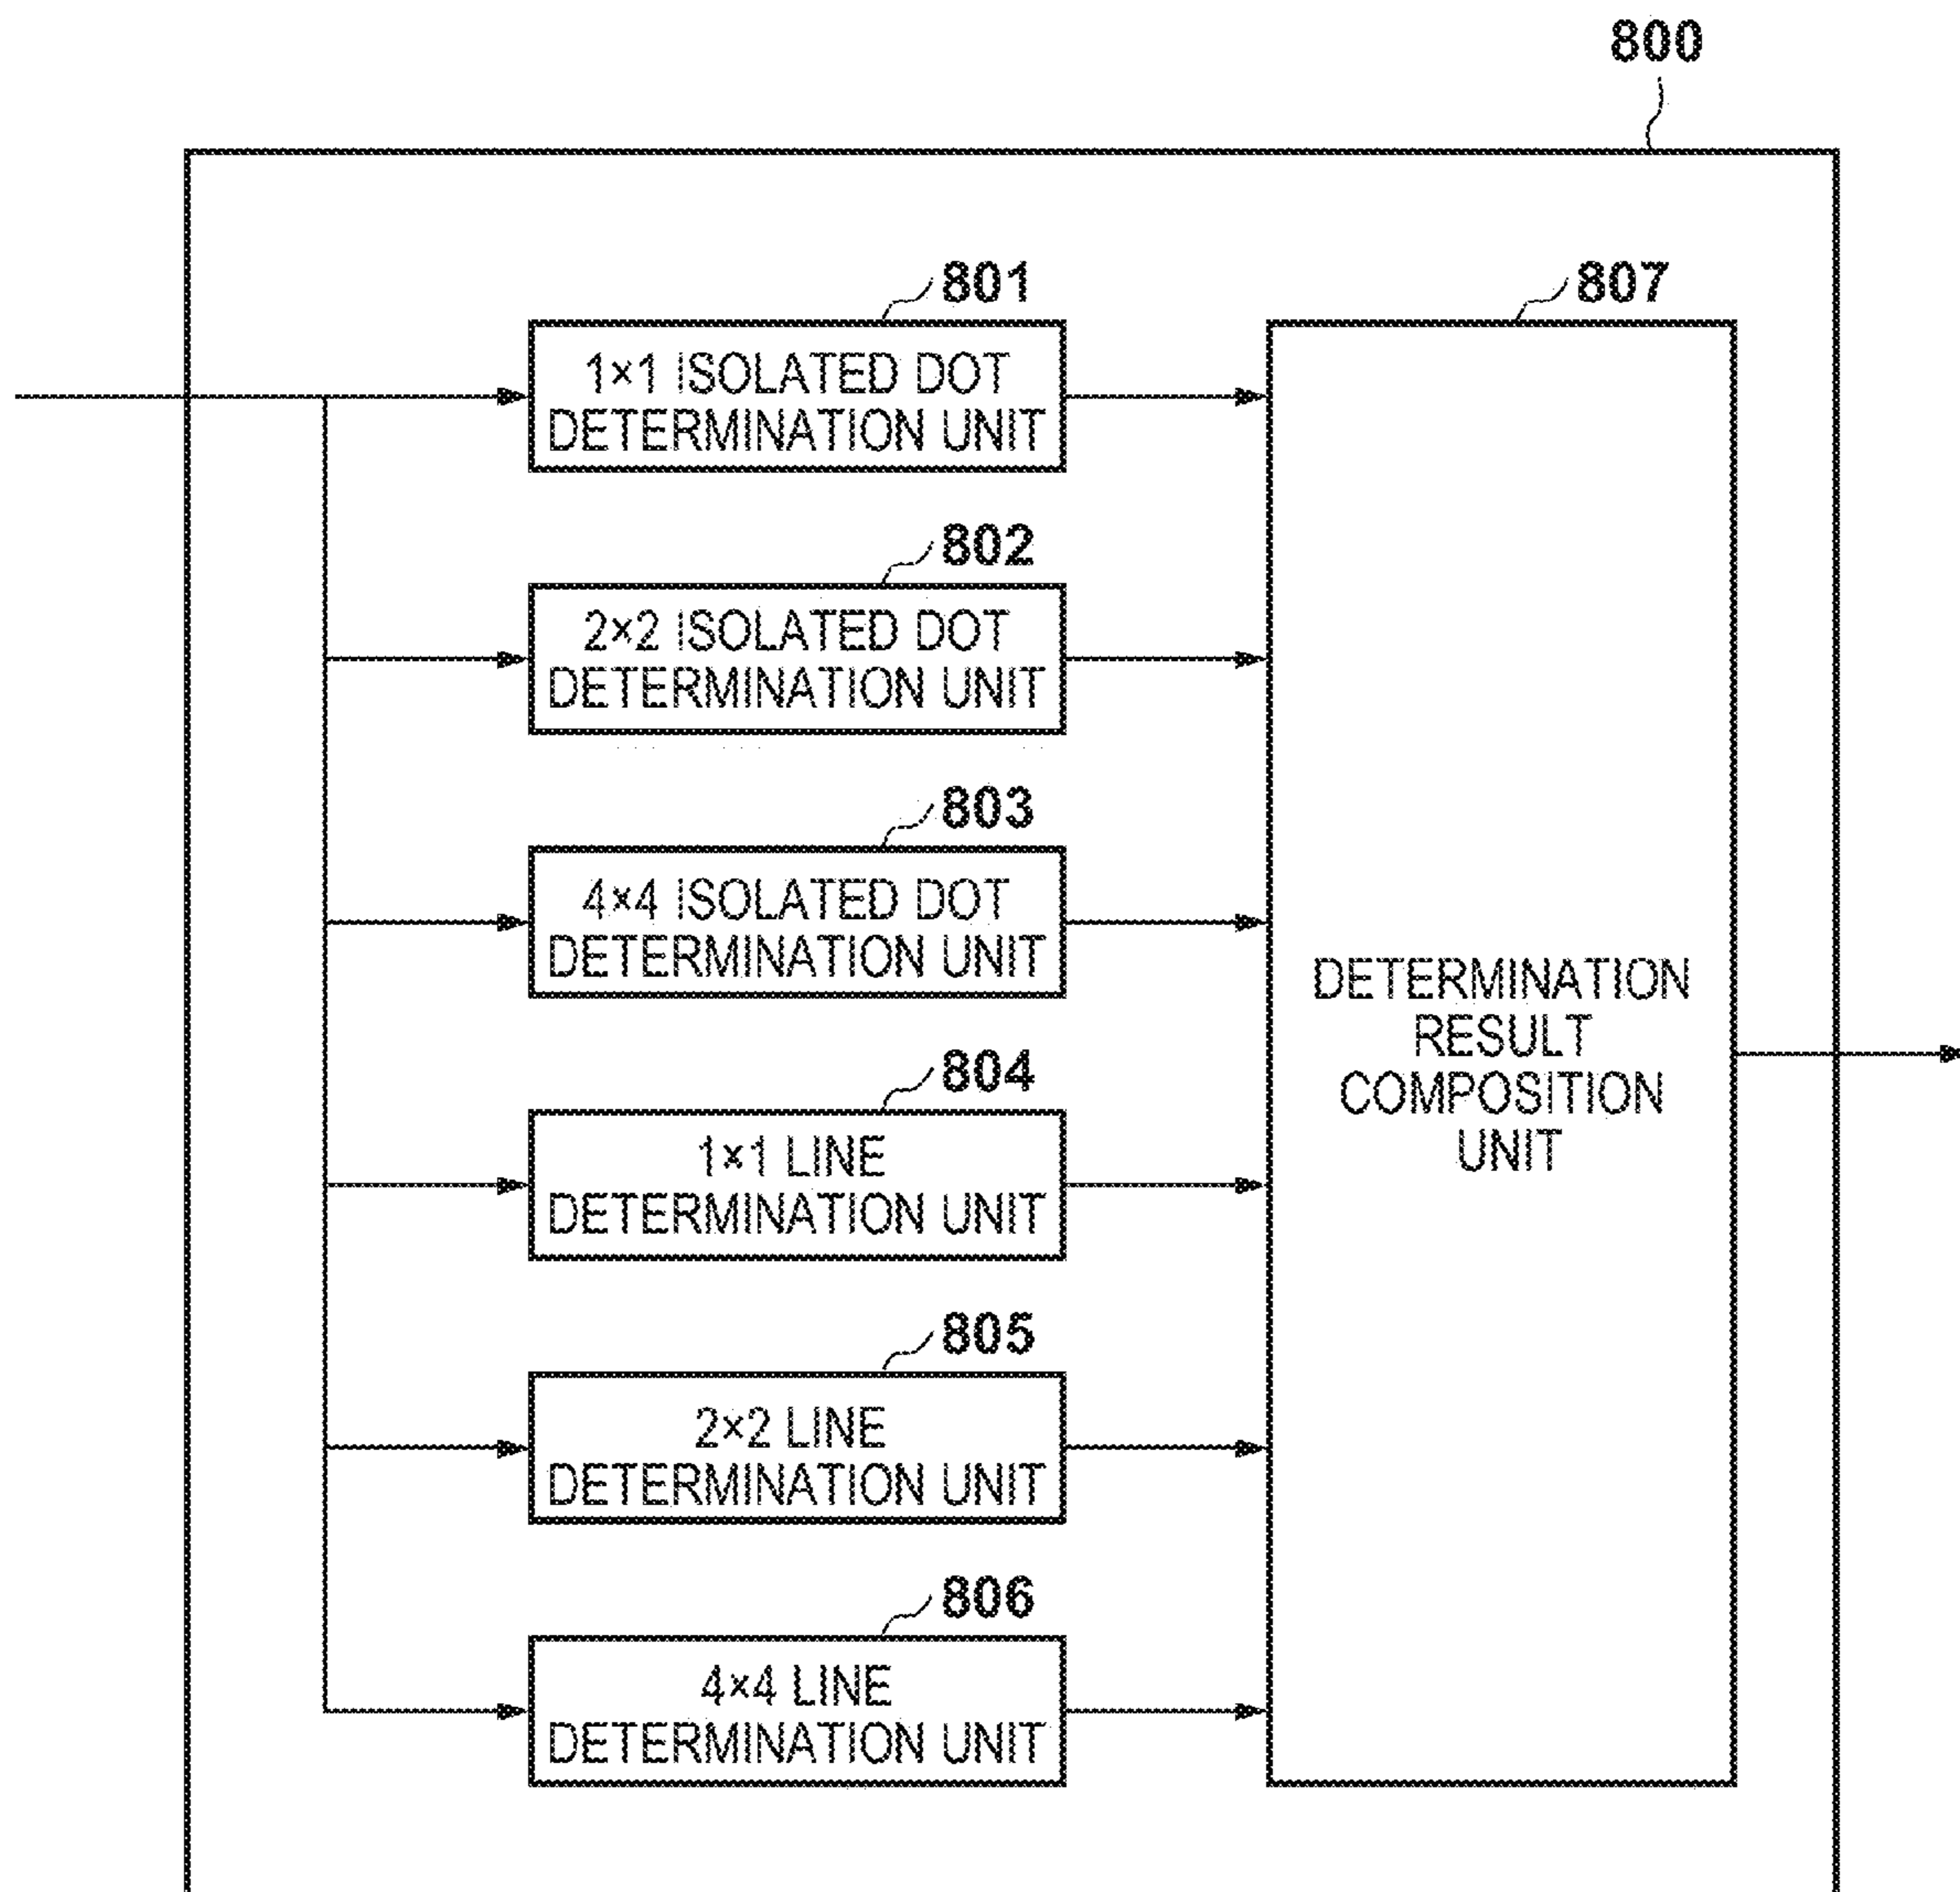 800
801
1×1 ISOLATED DOT
DETERMINATION UNIT
802
2×2 ISOLATED DOT
DETERMINATION UNIT
803
4×4 ISOLATED DOT
DETERMINATION UNIT
804
1×1 LINE
DETERMINATION UNIT
805
2×2 LINE
DETERMINATION UNIT
806
4×4 LINE
DETERMINATION UNIT
807
DETERMINATION
RESULT
COMPOSITION
UNIT